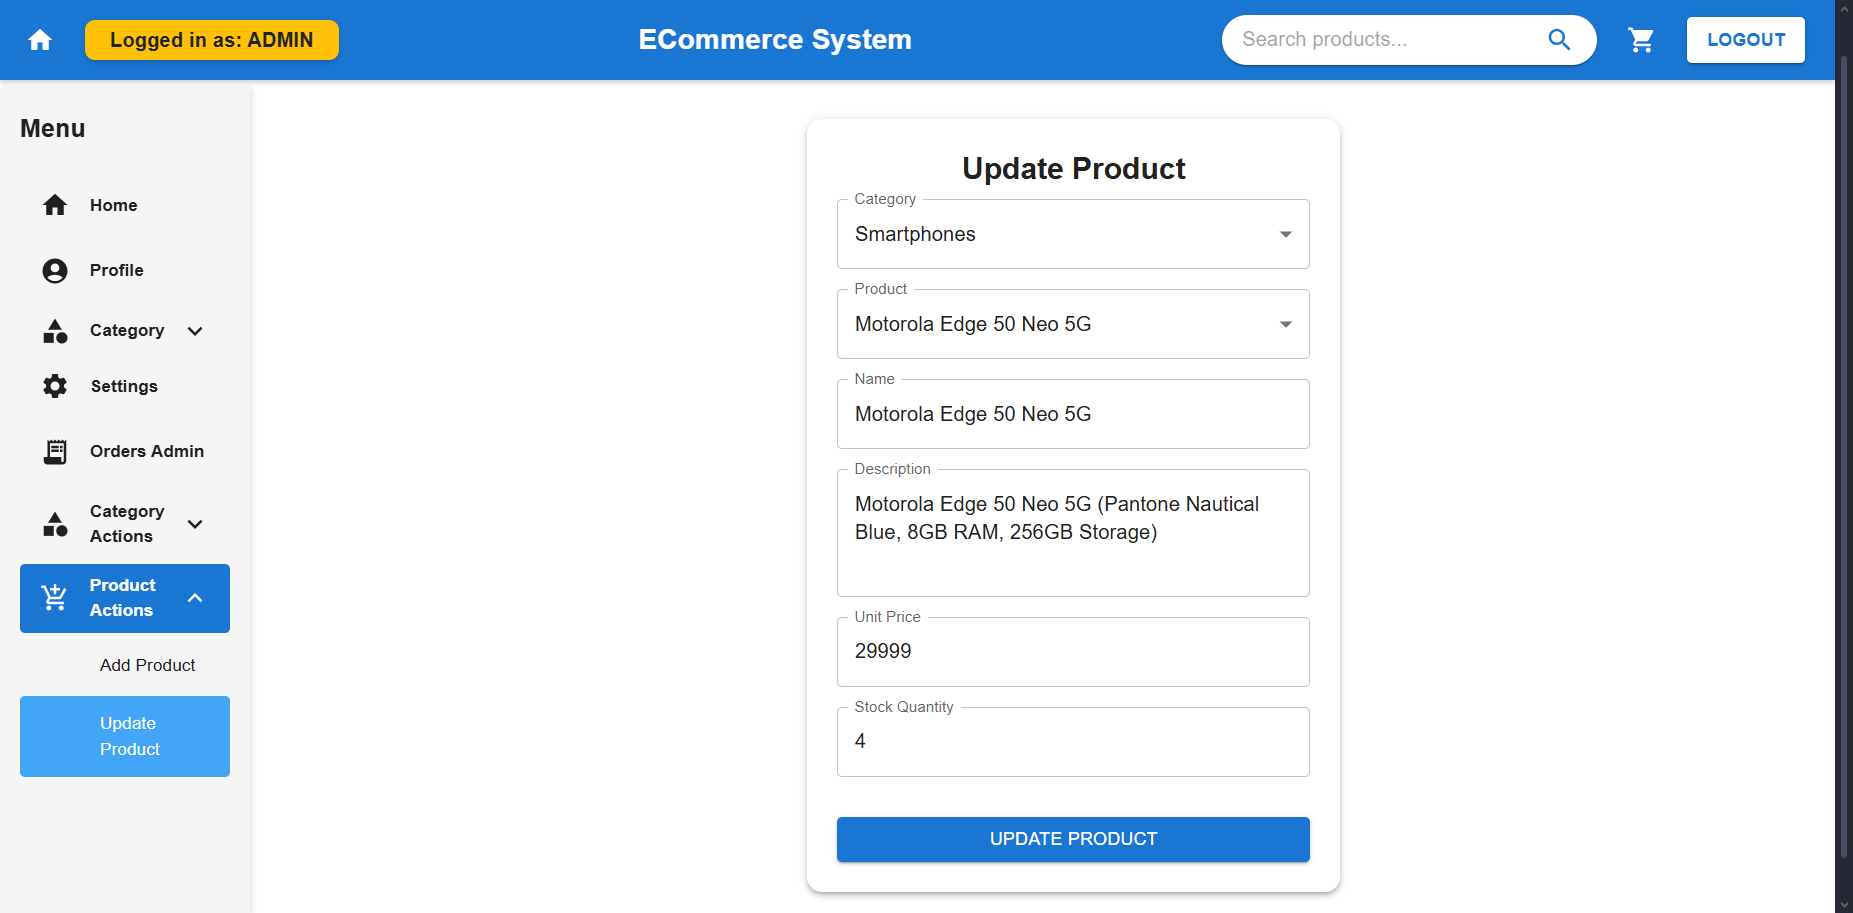 Logged in as: ADMIN
ECommerce System
Search products...
LOGOUT
Menu
Home
Profile
Category
Settings
Orders Admin
Category
Actions
Product
Actions
Add Product
Update
Product
Update Product
Category
Smartphones
Product
Motorola Edge 50 Neo 5G
Name
Motorola Edge 50 Neo 5G
Description
Motorola Edge 50 Neo 5G (Pantone Nautical
Blue, 8GB RAM, 256GB Storage)
Unit Price
29999
Stock Quantity
4
UPDATE PRODUCT